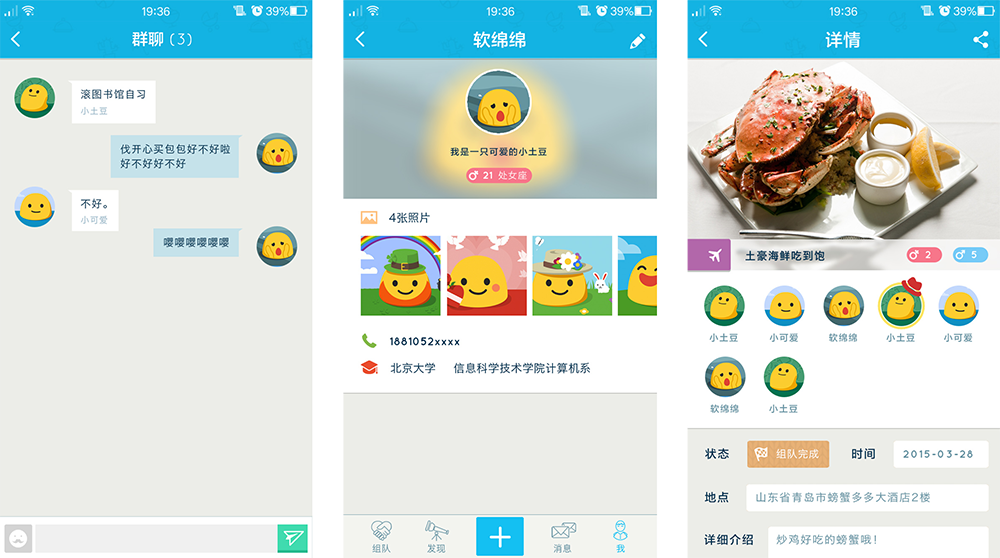 19:36
39%
群聊 (3)
滚图书馆自习
小土豆
伐开心买包包好不好啦
好不好好不好
不好。
小可爱
嘤嘤嘤嘤嘤嘤
19:36
39%
软绵绵
我是一只可爱的小土豆
21 处女座
4张照片
1881052xxxx
北京大学 信息科学技术学院计算机系
组队
发现
消息
我
19:36
39%
详情
土豪海鲜吃到饱
2
5
小土豆
小可爱
软绵绵
小土豆
小可爱
软绵绵
小土豆
状态 组队完成 时间 2015-03-28
地点 山东省青岛市螃蟹多多大酒店2楼
详细介绍 炒鸡好吃的螃蟹哦!